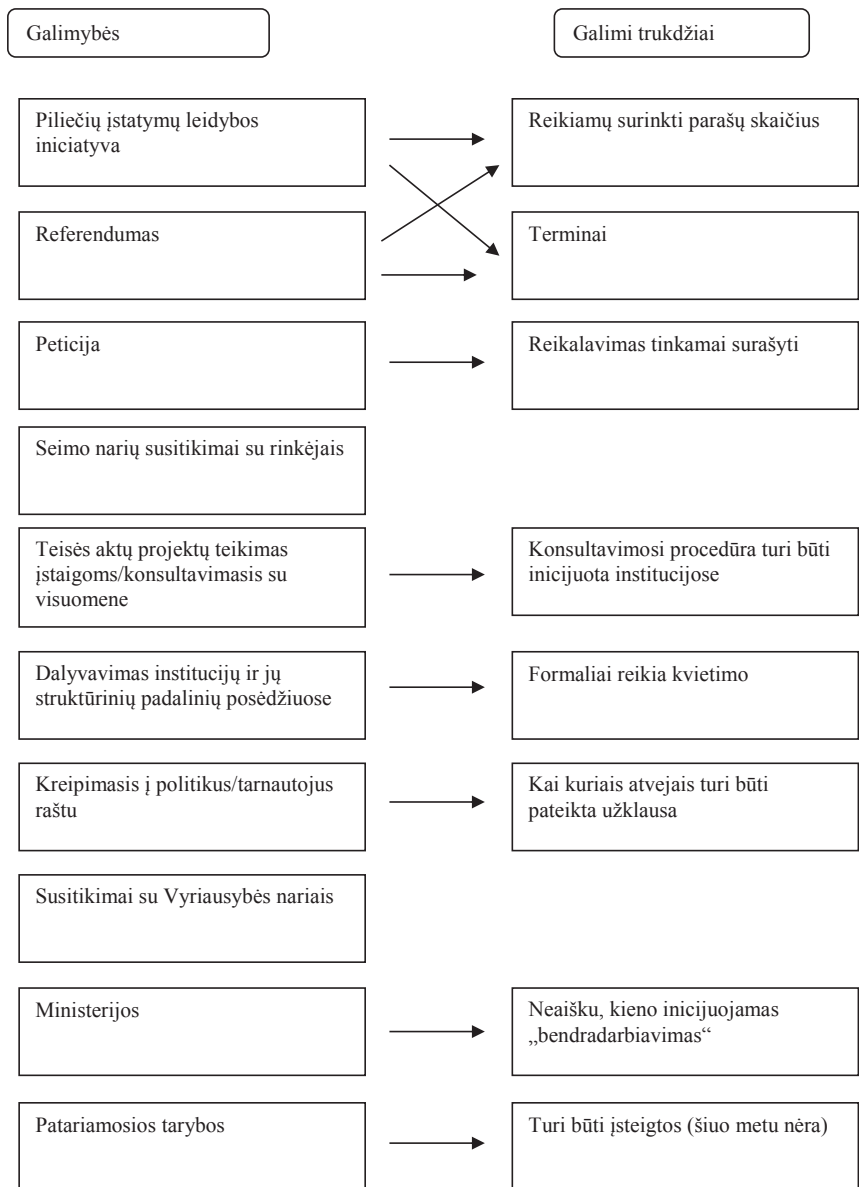 Galimybės
Galimi trukdžiai
Piliečių įstatymų leidybos
iniciatyva
Reikiamų surinkti parašų skaičius
Referendumas
Terminai
Peticija
Reikalavimas tinkamai surašyti
Seimo narių susitikimai su rinkėjais
Teisės aktų projektų teikimas
įstaigoms/konsultavimasis su
visuomene
Konsultavimosi procedūra turi būti
inicijuota institucijose
Dalyvavimas institucijų ir jų
struktūrinių padalinių posėdžiuose
Formaliai reikia kvietimo
Kreipimasis į politikus/tarnautojus
raštu
Kai kuriais atvejais turi būti
pateikta užklausa
Susitikimai su Vyriausybės nariais
Ministerijos
Neaišku, kieno inicijuojamas
„bendradarbiavimas“
Patariamosios tarybos
Turi būti įsteigtos (šiuo metu nėra)